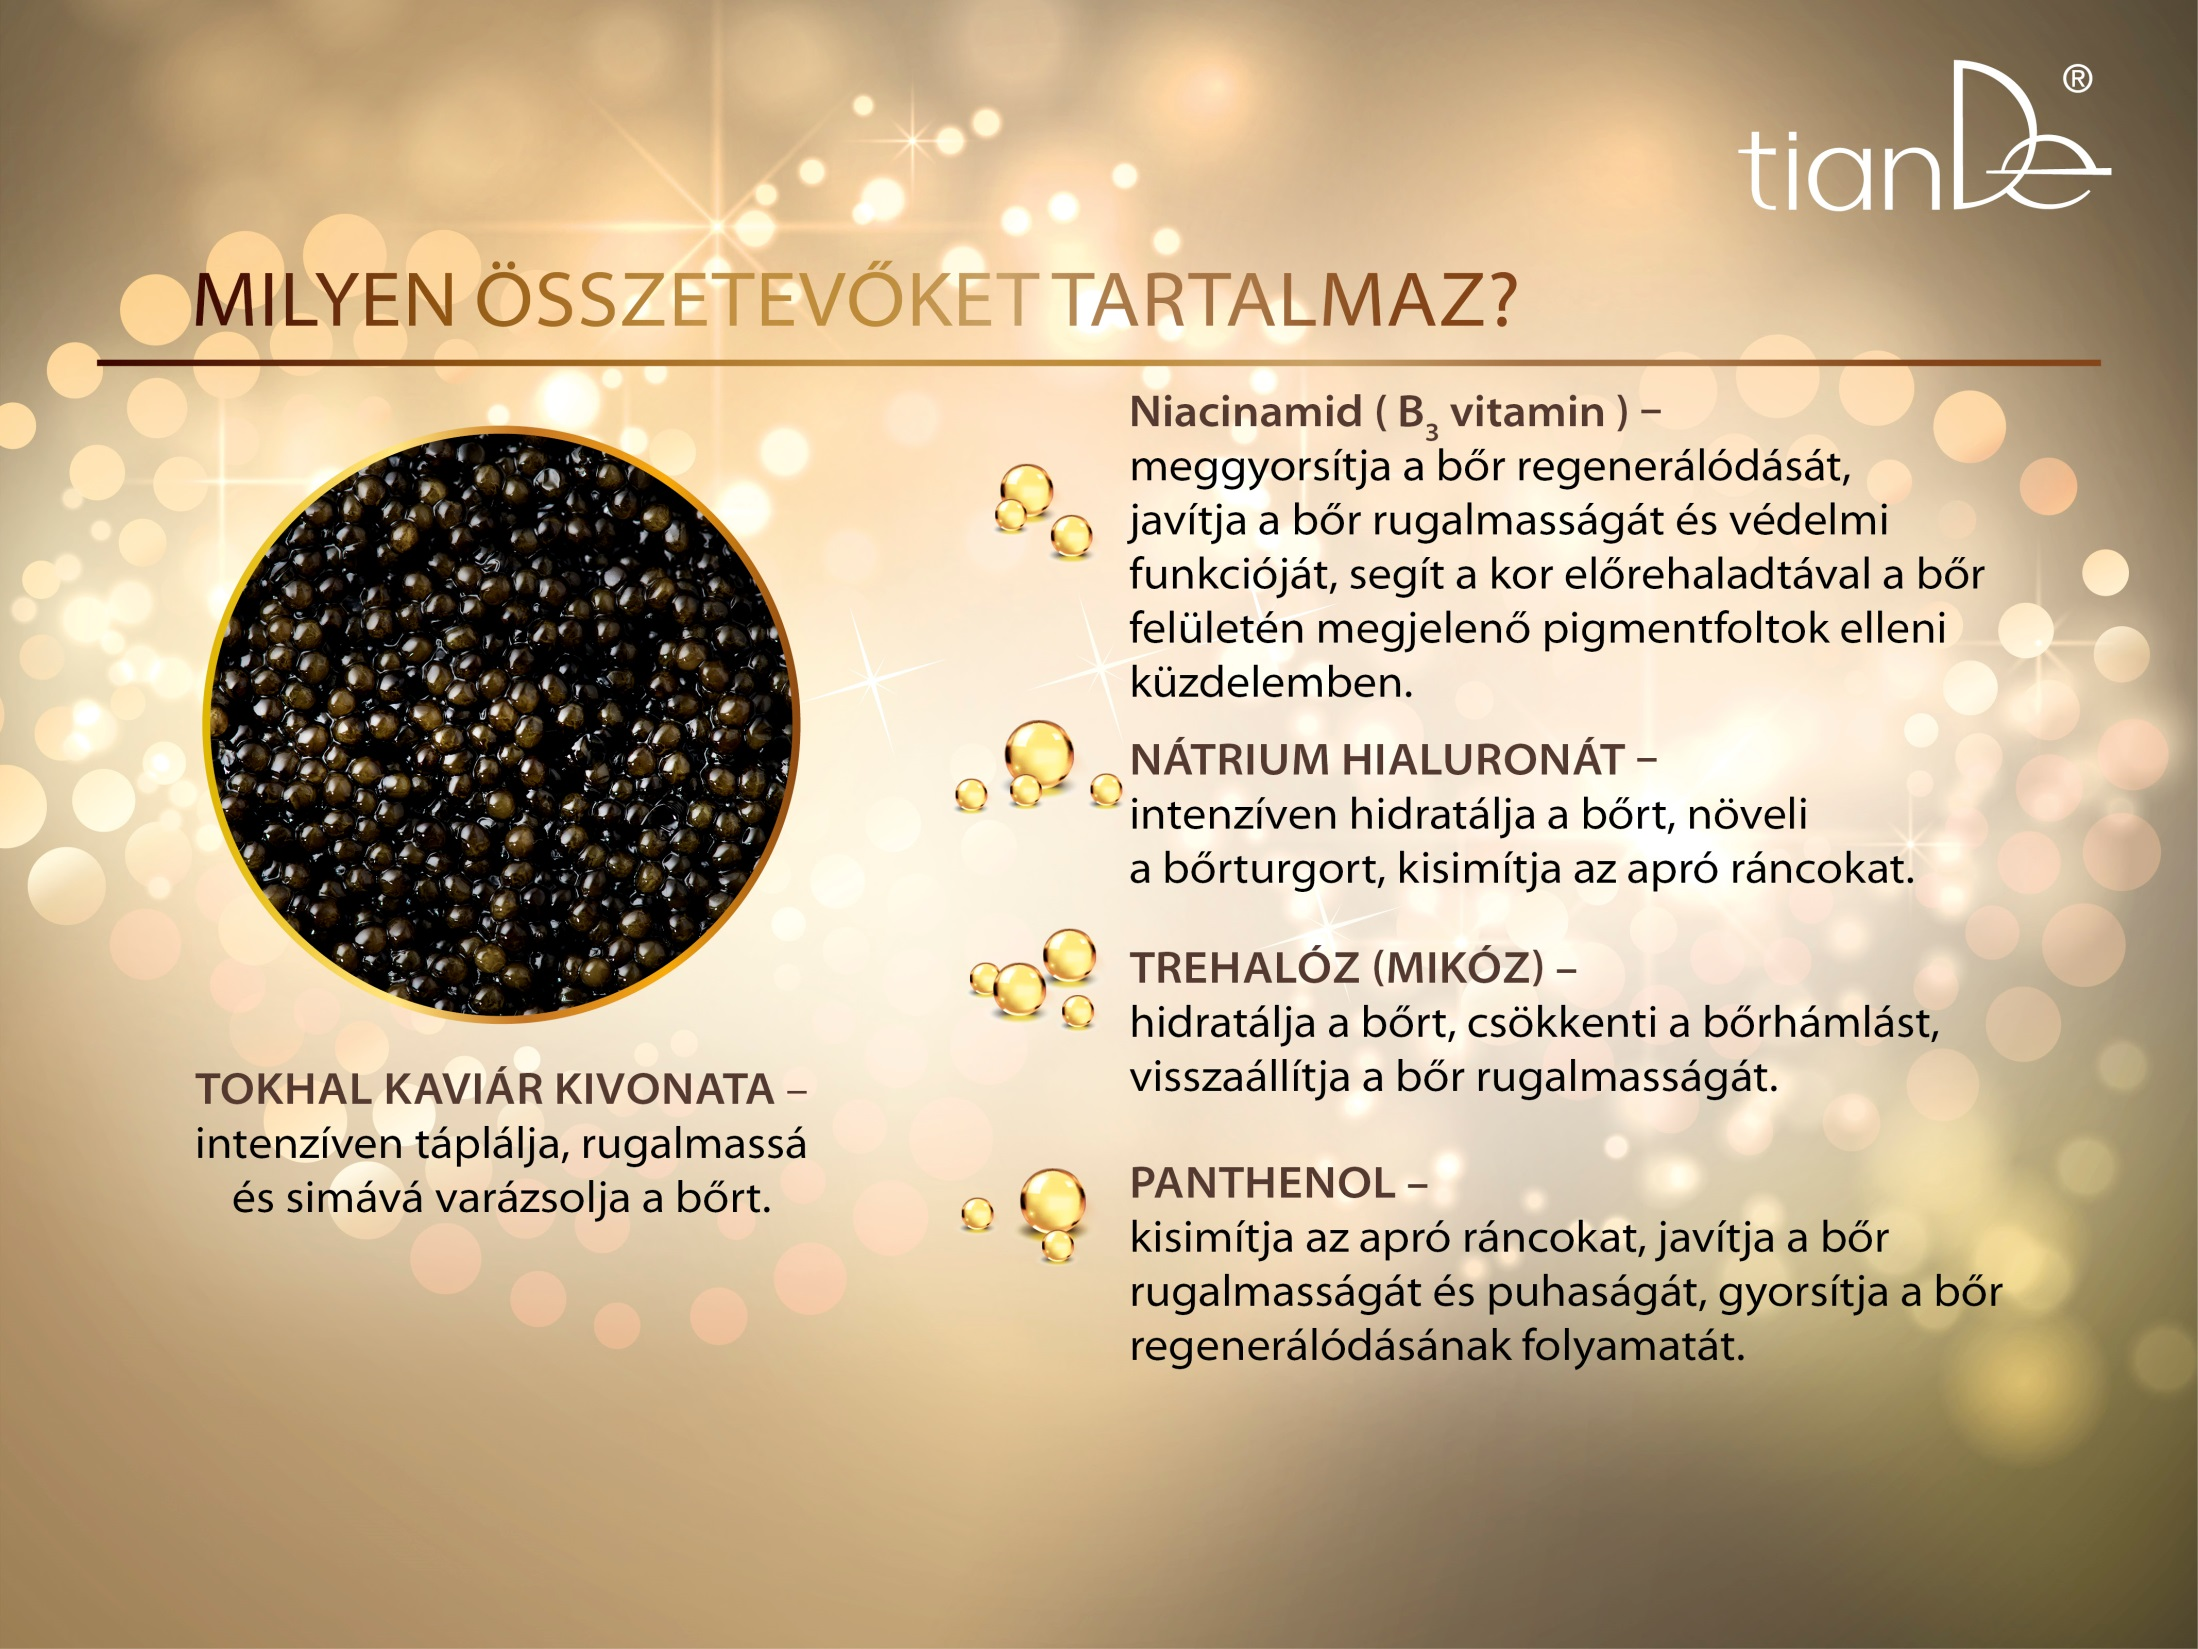 tianDe®
MILYEN ÖSSZETEVŐKET TARTALMAZ?
TOKHAL KAVIÁR KIVONATA –
intenzíven táplálja, rugalmassá
és simává varázsolja a bőrt.
Niacinamid ( B₃ vitamin ) –
meggyorsítja a bőr regenerálódását,
javítja a bőr rugalmasságát és védelmi
funkcióját, segít a kor előrehaladtával a bőr
felületén megjelenő pigmentfoltok elleni
küzdelemben.
NÁTRIUM HIALURONÁT –
intenzíven hidratálja a bőrt, növeli
a bőrturgort, kisimítja az apró ráncokat.
TREHALÓZ (MIKÓZ) –
hidratálja a bőrt, csökkenti a bőrhámlást,
visszaállítja a bőr rugalmasságát.
PANTHENOL –
kisimítja az apró ráncokat, javítja a bőr
rugalmasságát és puhaságát, gyorsítja a bőr
regenerálódásának folyamatát.